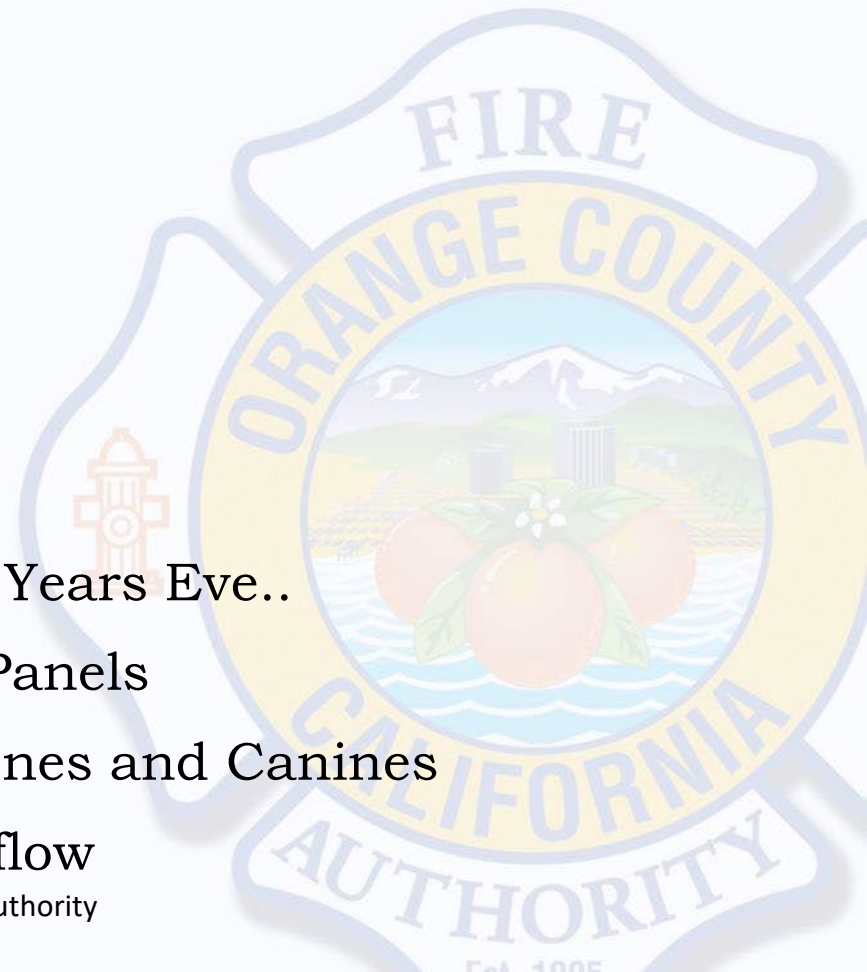 FIRE
ORANGE COUNTY
Years Eve..
Panels
nes and Canines
flow
uthority
CALIFORNIA
AUTHORITY